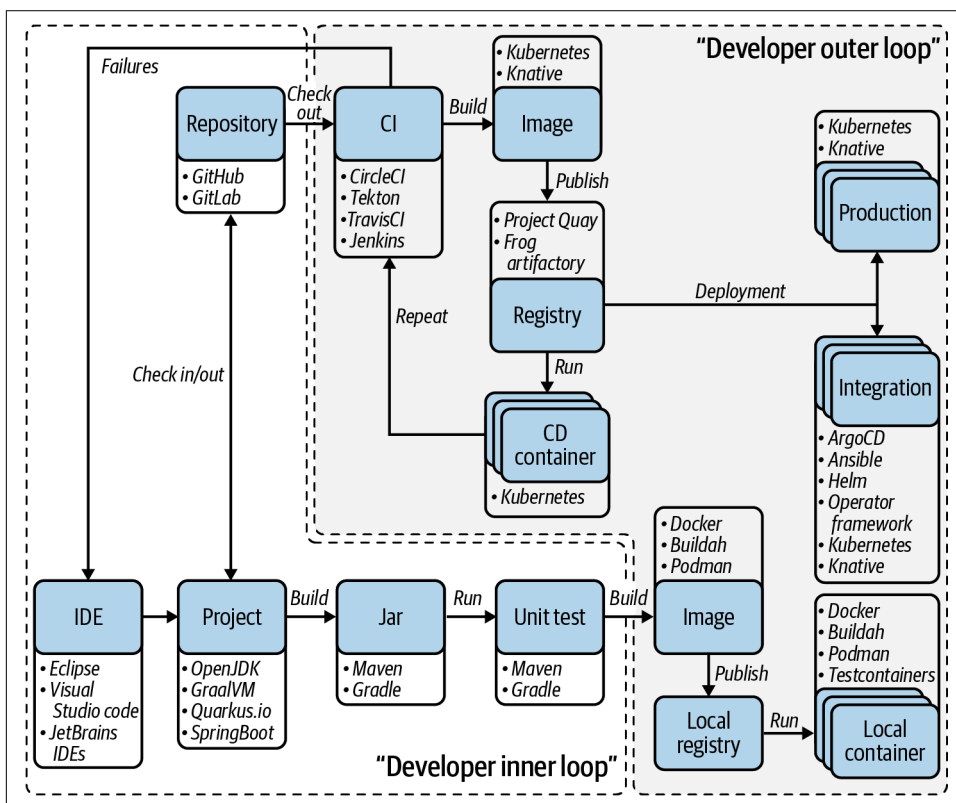 “Developer outer loop”
Failures
Repository
• GitHub
• GitLab
Check
out
CI
• CircleCI
• Tekton
• TravisCI
• Jenkins
Build
• Kubernetes
• Knative
Image
Publish
• Project Quay
• Frog
artifactory
Registry
Run
CD
container
• Kubernetes
Repeat
Deployment
• Kubernetes
• Knative
Production
Integration
• ArgoCD
• Ansible
• Helm
• Operator
framework
• Kubernetes
• Knative
Check in/out
IDE
• Eclipse
• Visual
Studio code
• JetBrains
IDEs
Project
• OpenJDK
• GraalVM
• Quarkus.io
• SpringBoot
Build
Jar
• Maven
• Gradle
Run
Unit test
• Maven
• Gradle
Build
• Docker
• Buildah
• Podman
Image
Publish
Local
registry
Run
• Docker
• Buildah
• Podman
• Testcontainers
Local
container
“Developer inner loop”